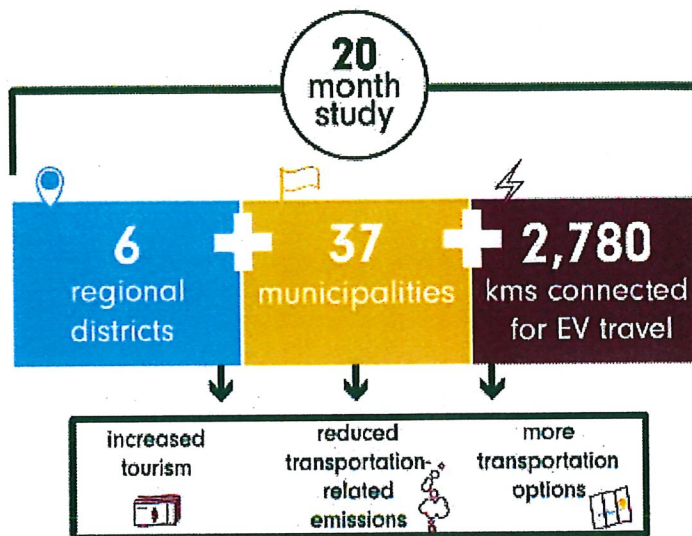 20
month
study
6
regional
districts
37
municipalities
2,780
kms connected
for EV travel
increased
tourism
reduced
transportation-
related
emissions
more
transportation
options